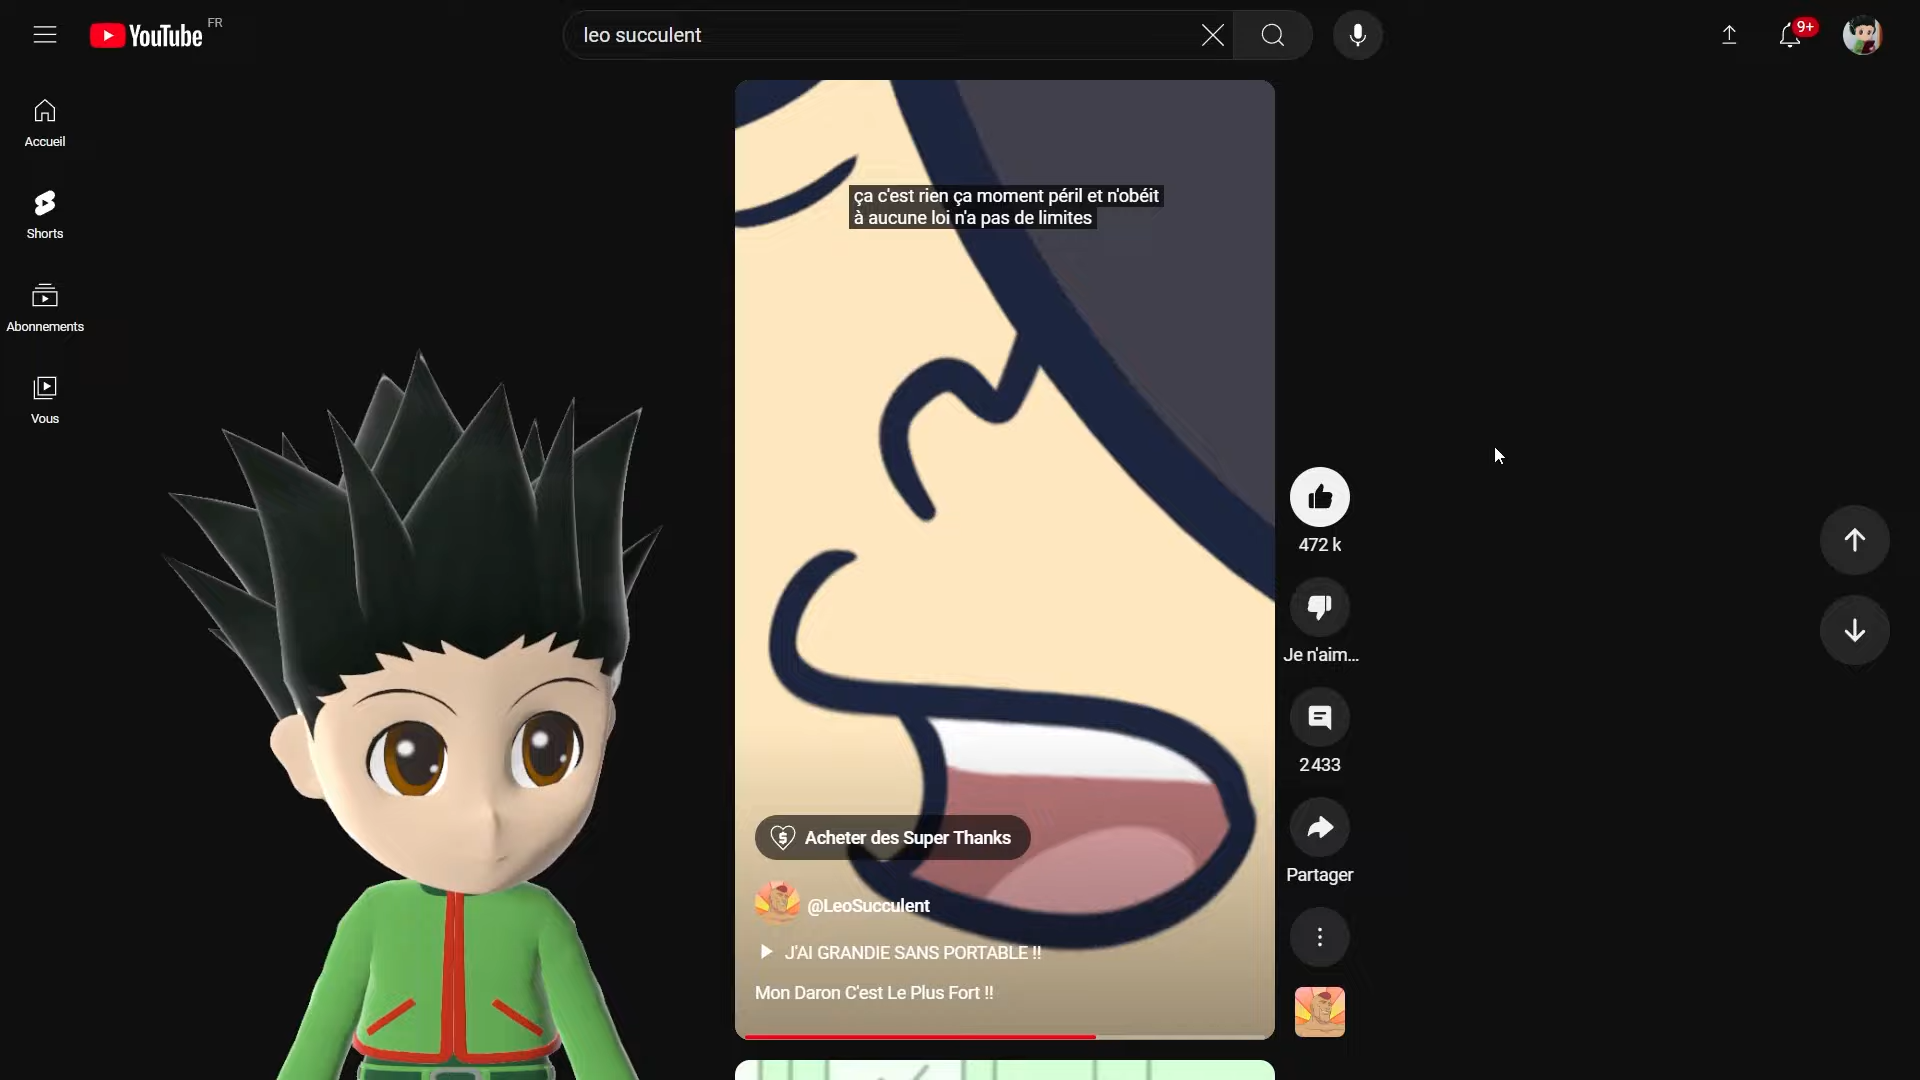 YouTube FR
leo succulent
9+
Accueil
Shorts
Abonnements
Vous
ça c'est rien ça moment péril et n'obéit
à aucune loi n'a pas de limites
472 k
Je n'aim...
2 433
Partager
Acheter des Super Thanks
@LeoSucculent
J'AI GRANDIE SANS PORTABLE !!
Mon Daron C'est Le Plus Fort !!